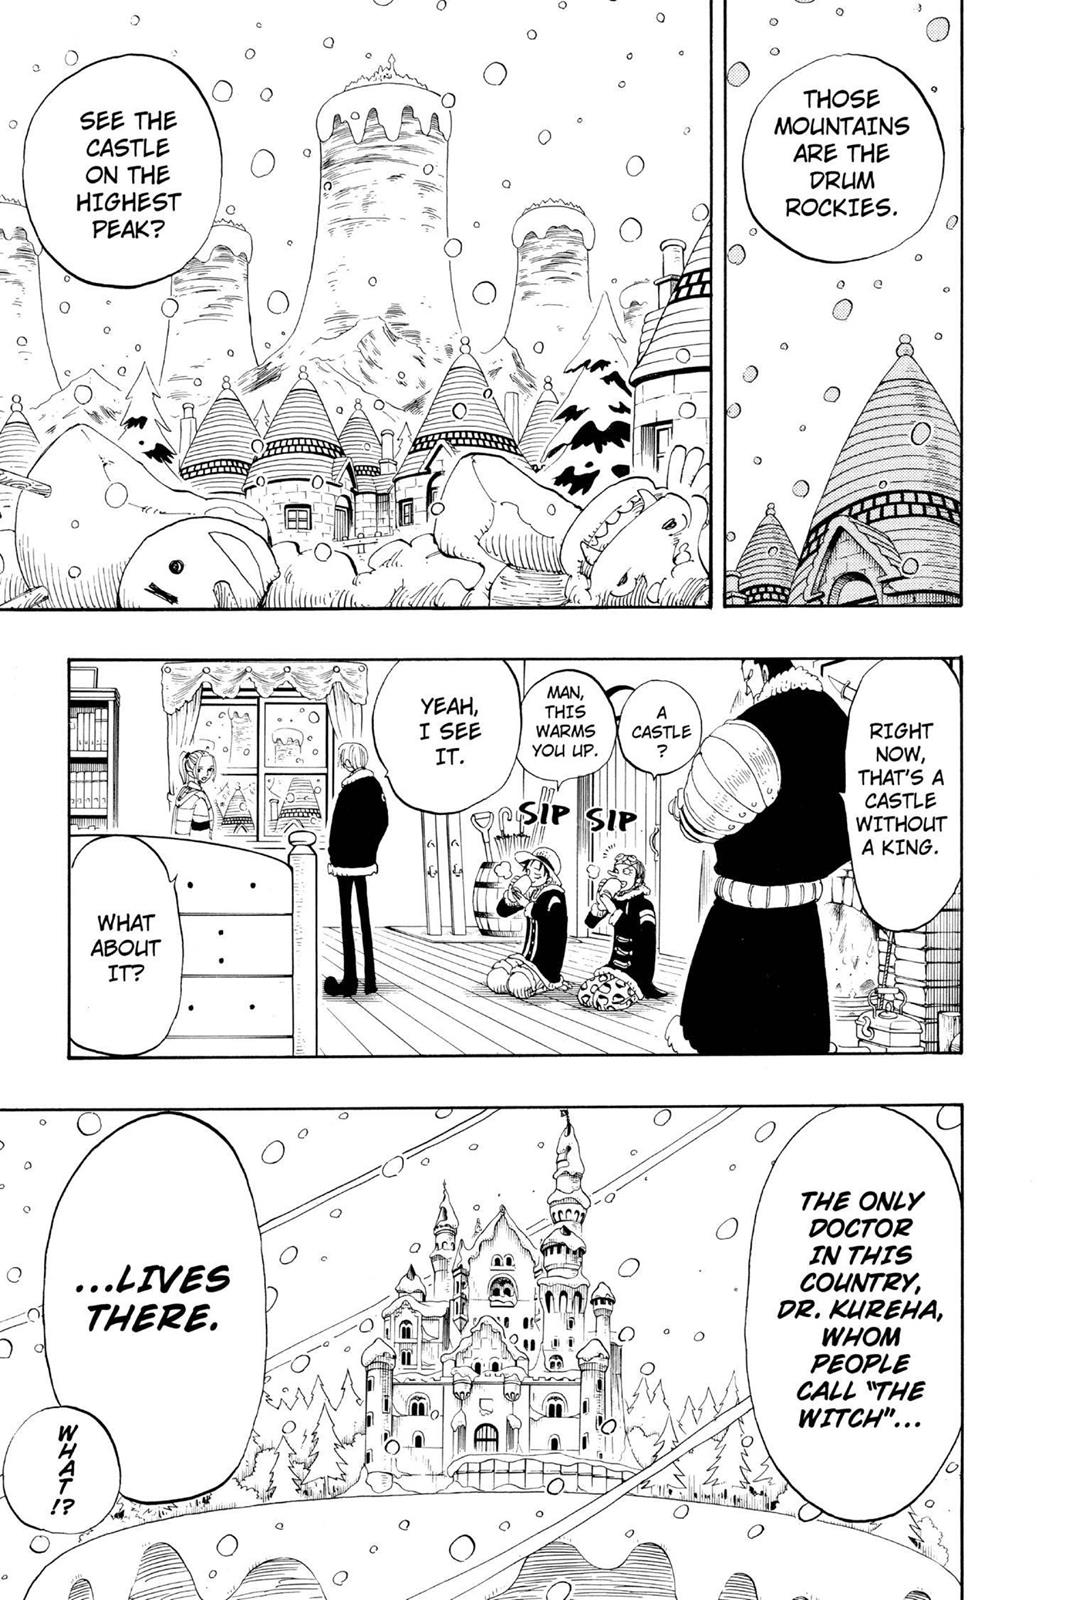 THOSE
MOUNTAINS
ARE THE
DRUM
ROCKIES.
SEE THE
CASTLE
ON THE
HIGHEST
PEAK?
RIGHT
NOW,
THAT'S A
CASTLE
WITHOUT
A KING.
A
CASTLE
?
MAN,
THIS
WARMS
YOU UP.
SIP SIP
YEAH,
I SEE
IT.
WHAT
ABOUT
IT?
THE ONLY
DOCTOR
IN THIS
COUNTRY,
DR. KUREHA,
WHOM
PEOPLE
CALL "THE
WITCH"...
...LIVES
THERE.
WHAT!?